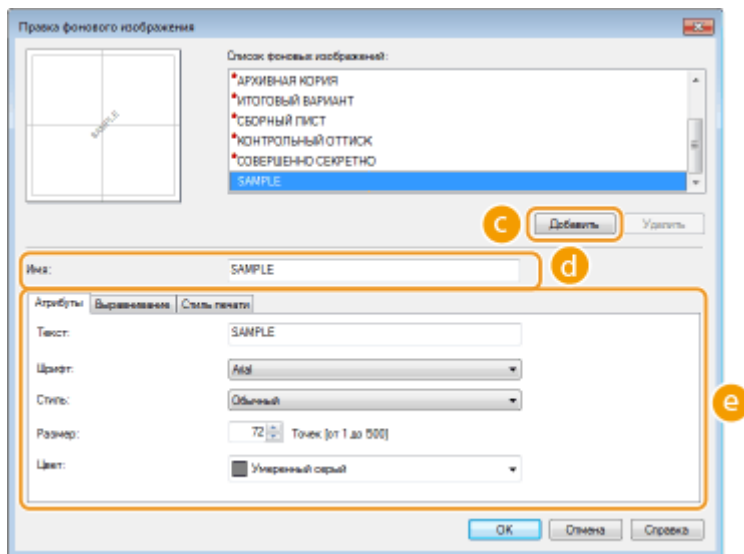 Правка фонового изображения
Список фоновых изображений:
SAMPLE
*АРХИВНАЯ КОРИЯ
*ИТОГОВЫЙ ВАРИАНТ
*СБОРНЫЙ ЛИСТ
*КОНТРОЛЬНЫЙ ОТТИСК
*СОВЕРШЕННО СЕКРЕТНО
SAMPLE
c Добавить Удалить
d
Имя: SAMPLE
Атрибуты Выравнивание Стиль печати
Текст: SAMPLE
Шрифт: Arial
Стиль: Обычный
e
Размер: 72 Точек [от 1 до 500]
Цвет: Умеренный серый
OK Отмена Справка